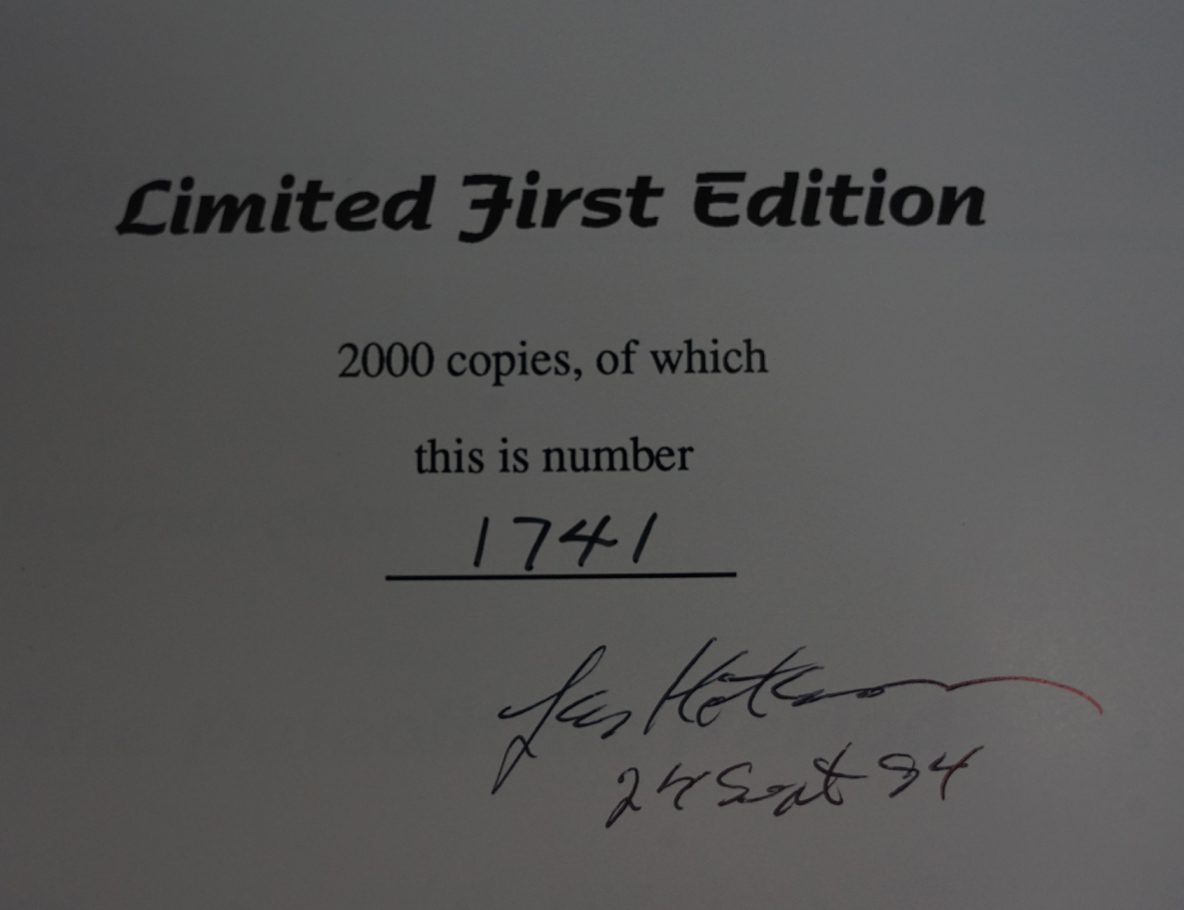 Limited First Edition
2000 copies, of which
this is number
1741
24 Sept 94